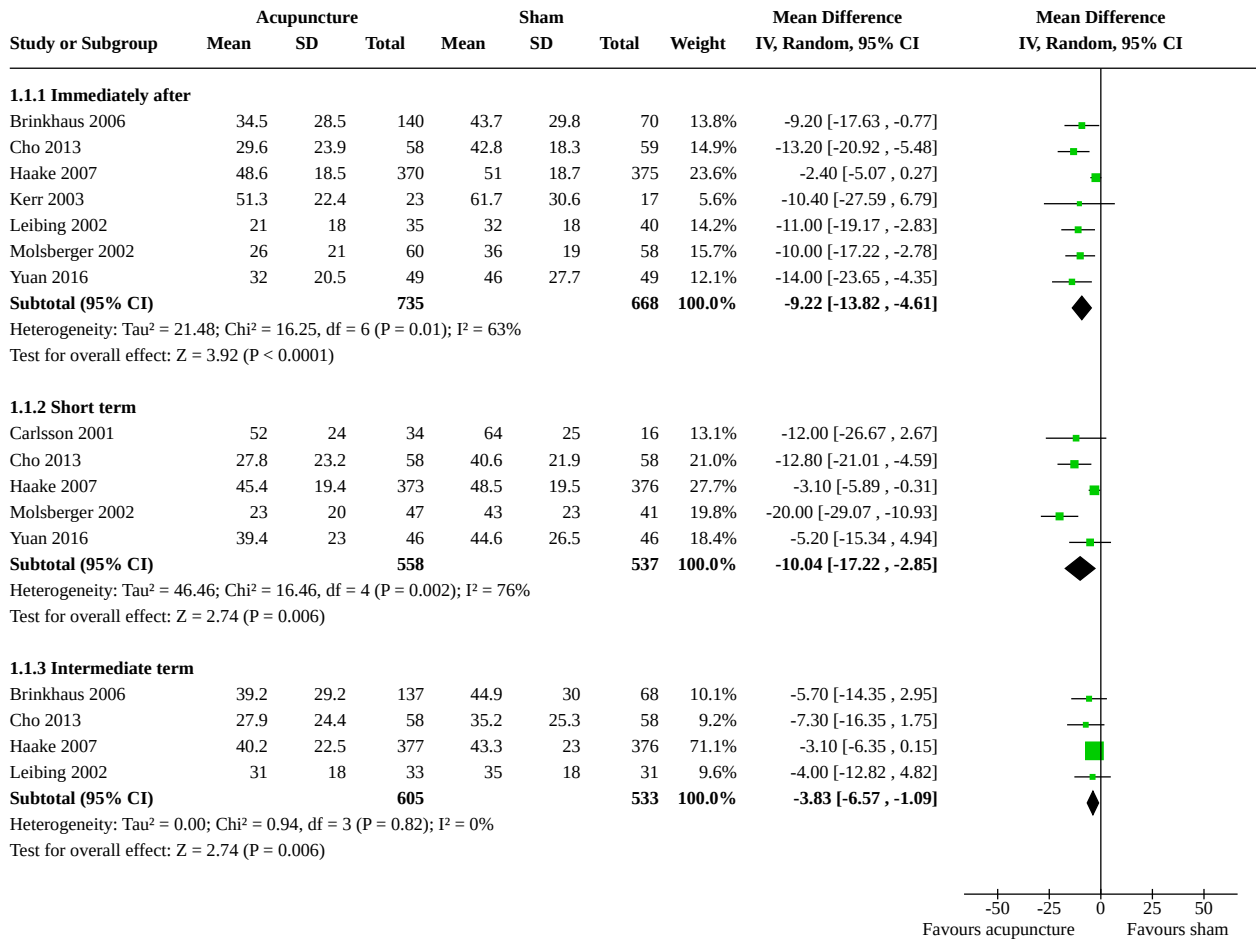 Acupuncture Sham Mean Difference Mean Difference
Study or Subgroup Mean SD Total Mean SD Total Weight IV, Random, 95% CI IV, Random, 95% CI
1.1.1 Immediately after
Brinkhaus 2006 34.5 28.5 140 43.7 29.8 70 13.8% -9.20 [-17.63 , -0.77]
Cho 2013 29.6 23.9 58 42.8 18.3 59 14.9% -13.20 [-20.92 , -5.48]
Haake 2007 48.6 18.5 370 51 18.7 375 23.6% -2.40 [-5.07 , 0.27]
Kerr 2003 51.3 22.4 23 61.7 30.6 17 5.6% -10.40 [-27.59 , 6.79]
Leibing 2002 21 18 35 32 18 40 14.2% -11.00 [-19.17 , -2.83]
Molsberger 2002 26 21 60 36 19 58 15.7% -10.00 [-17.22 , -2.78]
Yuan 2016 32 20.5 49 46 27.7 49 12.1% -14.00 [-23.65 , -4.35]
Subtotal (95% CI) 735 668 100.0% -9.22 [-13.82 , -4.61]
Heterogeneity: Tau² = 21.48; Chi² = 16.25, df = 6 (P = 0.01); I² = 63%
Test for overall effect: Z = 3.92 (P < 0.0001)
1.1.2 Short term
Carlsson 2001 52 24 34 64 25 16 13.1% -12.00 [-26.67 , 2.67]
Cho 2013 27.8 23.2 58 40.6 21.9 58 21.0% -12.80 [-21.01 , -4.59]
Haake 2007 45.4 19.4 373 48.5 19.5 376 27.7% -3.10 [-5.89 , -0.31]
Molsberger 2002 23 20 47 43 23 41 19.8% -20.00 [-29.07 , -10.93]
Yuan 2016 39.4 23 46 44.6 26.5 46 18.4% -5.20 [-15.34 , 4.94]
Subtotal (95% CI) 558 537 100.0% -10.04 [-17.22 , -2.85]
Heterogeneity: Tau² = 46.46; Chi² = 16.46, df = 4 (P = 0.002); I² = 76%
Test for overall effect: Z = 2.74 (P = 0.006)
1.1.3 Intermediate term
Brinkhaus 2006 39.2 29.2 137 44.9 30 68 10.1% -5.70 [-14.35 , 2.95]
Cho 2013 27.9 24.4 58 35.2 25.3 58 9.2% -7.30 [-16.35 , 1.75]
Haake 2007 40.2 22.5 377 43.3 23 376 71.1% -3.10 [-6.35 , 0.15]
Leibing 2002 31 18 33 35 18 31 9.6% -4.00 [-12.82 , 4.82]
Subtotal (95% CI) 605 533 100.0% -3.83 [-6.57 , -1.09]
Heterogeneity: Tau² = 0.00; Chi² = 0.94, df = 3 (P = 0.82); I² = 0%
Test for overall effect: Z = 2.74 (P = 0.006)
-50 -25 0 25 50
Favours acupuncture Favours sham